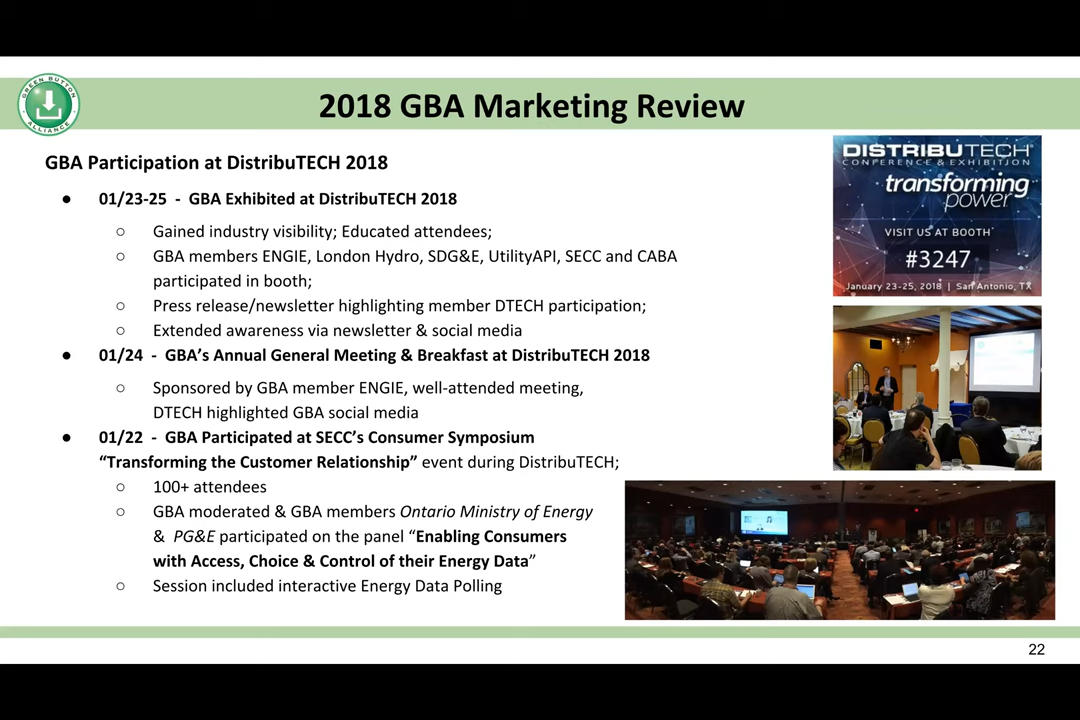 GREEN BUTTON
ALLIANCE
2018 GBA Marketing Review
GBA Participation at DistribuTECH 2018
● 01/23-25 - GBA Exhibited at DistribuTECH 2018
○ Gained industry visibility; Educated attendees;
○ GBA members ENGIE, London Hydro, SDG&E, UtilityAPI, SECC and CABA
participated in booth;
○ Press release/newsletter highlighting member DTECH participation;
○ Extended awareness via newsletter & social media
● 01/24 - GBA’s Annual General Meeting & Breakfast at DistribuTECH 2018
○ Sponsored by GBA member ENGIE, well-attended meeting,
DTECH highlighted GBA social media
● 01/22 - GBA Participated at SECC’s Consumer Symposium
“Transforming the Customer Relationship” event during DistribuTECH;
○ 100+ attendees
○ GBA moderated & GBA members Ontario Ministry of Energy
& PG&E participated on the panel “Enabling Consumers
with Access, Choice & Control of their Energy Data”
○ Session included interactive Energy Data Polling
DISTRIBUTECH®
CONFERENCE & EXHIBITION
transforming
power
VISIT US AT BOOTH
#3247
January 23-25, 2018 | San Antonio, TX
22